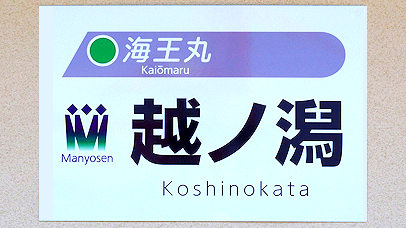 海王丸
Kaiōmaru
越ノ潟
Manyosen
Koshinokata